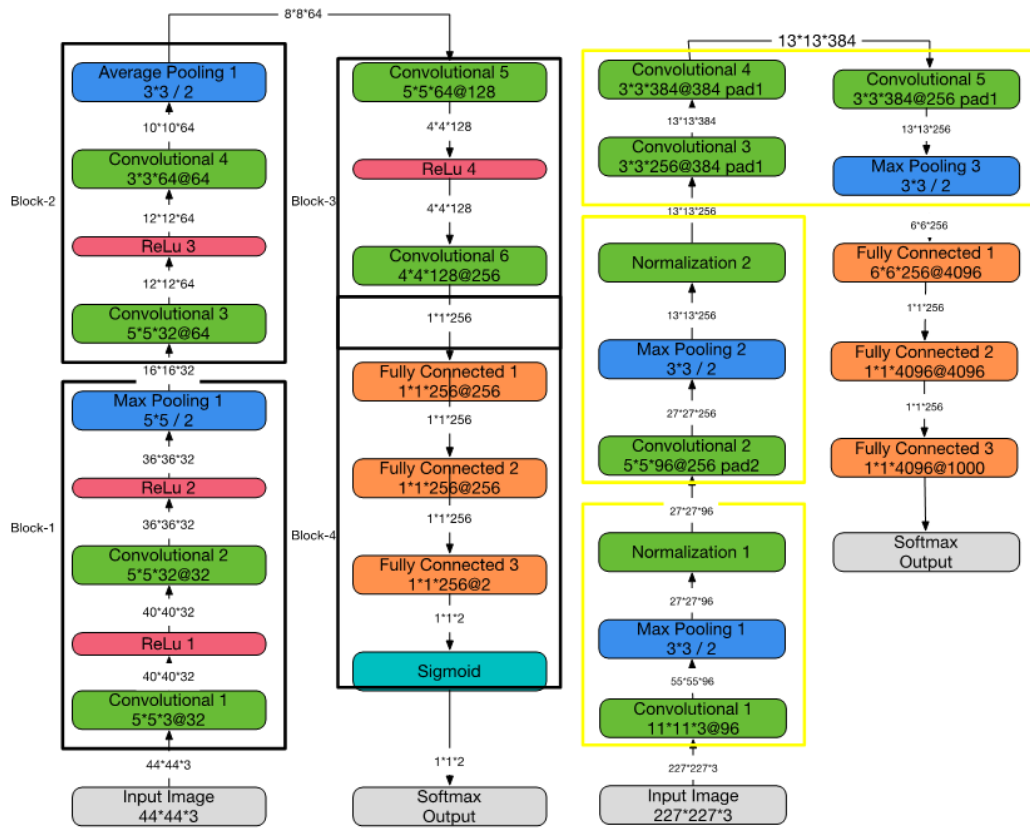 8*8*64
Average Pooling 1
3*3 / 2
10*10*64
Convolutional 4
3*3*64@64
Block-2
12*12*64
ReLu 3
12*12*64
Convolutional 3
5*5*32@64
16*16*32
Max Pooling 1
5*5 / 2
36*36*32
ReLu 2
36*36*32
Block-1
Convolutional 2
5*5*32@32
40*40*32
ReLu 1
40*40*32
Convolutional 1
5*5*3@32
44*44*3
Input Image
44*44*3
Convolutional 5
5*5*64@128
4*4*128
ReLu 4
Block-3
4*4*128
Convolutional 6
4*4*128@256
1*1*256
Fully Connected 1
1*1*256@256
1*1*256
Fully Connected 2
1*1*256@256
1*1*256
Block-4
Fully Connected 3
1*1*256@2
1*1*2
Sigmoid
1*1*2
Softmax
Output
13*13*384
Convolutional 4
3*3*384@384 pad1
13*13*384
Convolutional 3
3*3*256@384 pad1
13*13*256
Normalization 2
13*13*256
Max Pooling 2
3*3 / 2
27*27*256
Convolutional 2
5*5*96@256 pad2
27*27*96
Normalization 1
27*27*96
Max Pooling 1
3*3 / 2
55*55*96
Convolutional 1
11*11*3@96
227*227*3
Input Image
227*227*3
Convolutional 5
3*3*384@256 pad1
13*13*256
Max Pooling 3
3*3 / 2
6*6*256
Fully Connected 1
6*6*256@4096
1*1*256
Fully Connected 2
1*1*4096@4096
1*1*256
Fully Connected 3
1*1*4096@1000
Softmax
Output